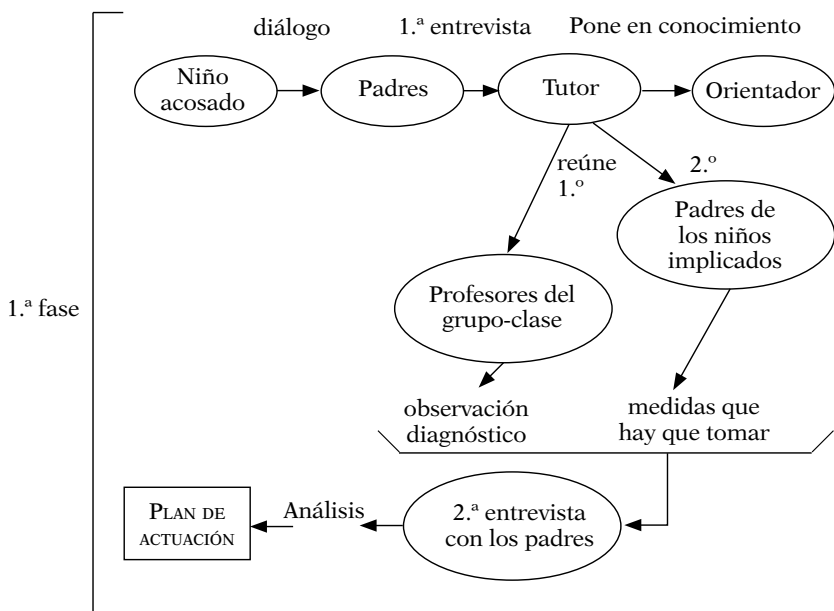 diálogo
1.ª entrevista
Pone en conocimiento
Niño
acosado
Padres
Tutor
Orientador
reúne
1.º
2.º
Padres de
los niños
implicados
Profesores del
grupo-clase
1.ª fase
observación
diagnóstico
medidas que
hay que tomar
2.ª entrevista
con los padres
Análisis
PLAN DE
ACTUACIÓN